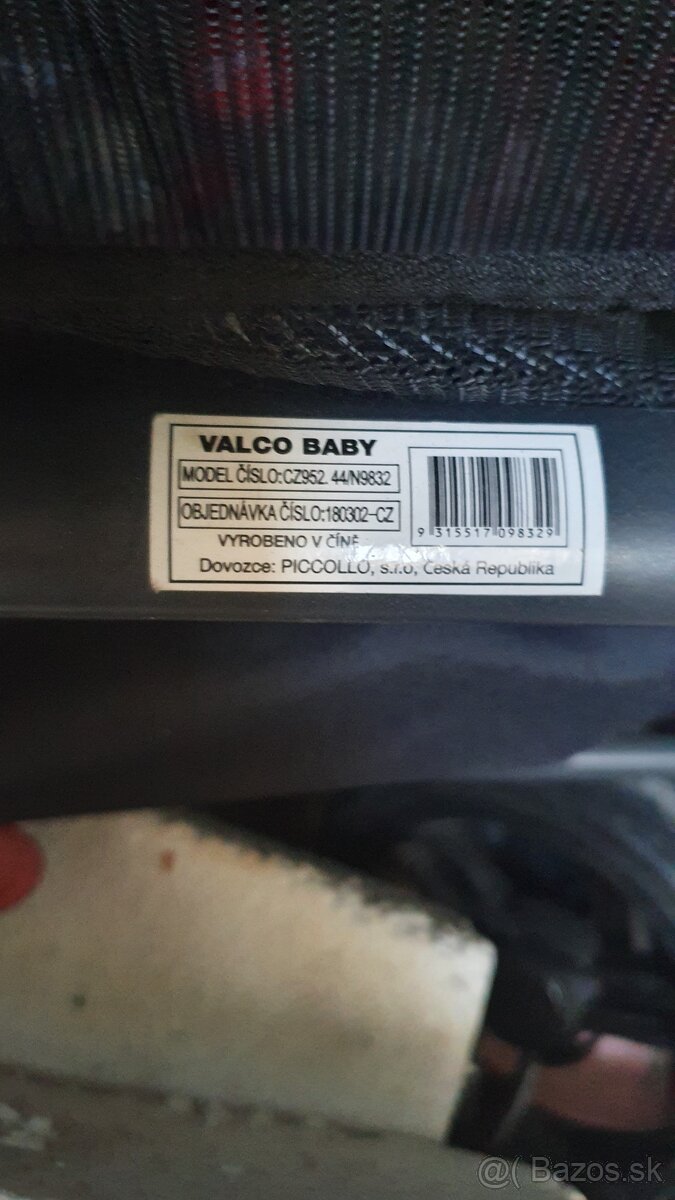 VALCO BABY
MODEL ČÍSLO:CZ952. 44/N9832
OBJEDNÁVKA ČÍSLO:180302-CZ
VYROBENO V ČÍNĚ
9 315517 098329
Dovozce: PICCOLLO, s.r.o, Česká Republika
@( Bazos.sk